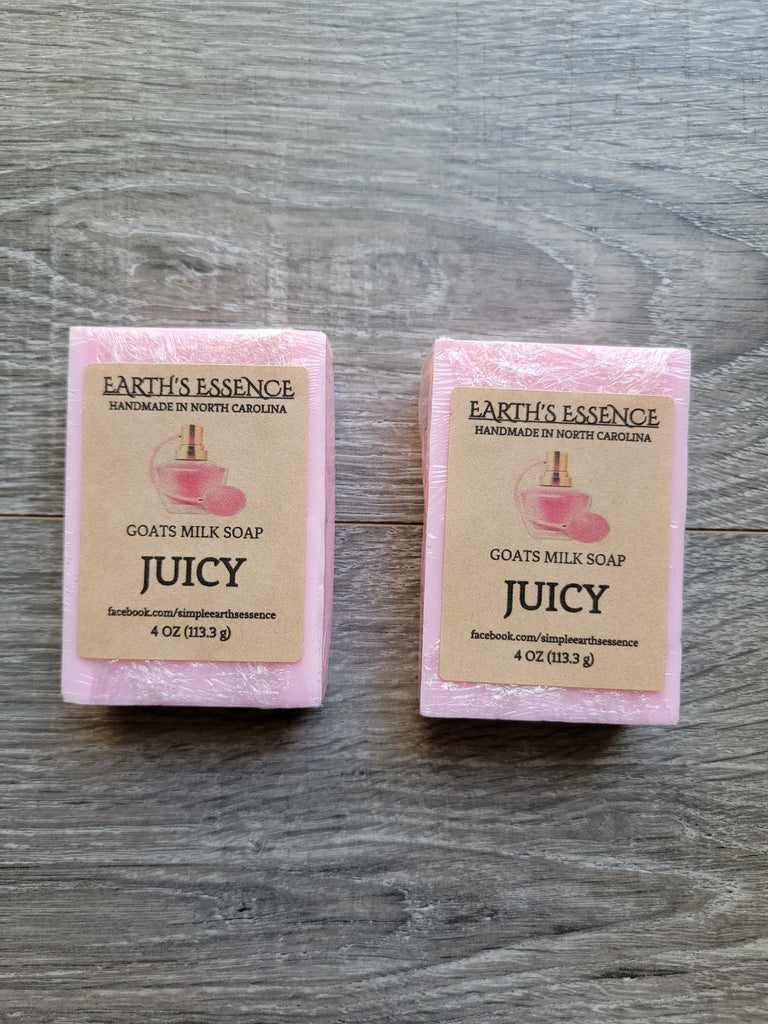 EARTH'S ESSENCE
HANDMADE IN NORTH CAROLINA
GOATS MILK SOAP
JUICY
facebook.com/simpleearthsessence
4 OZ (113.3 g)
EARTH'S ESSENCE
HANDMADE IN NORTH CAROLINA
GOATS MILK SOAP
JUICY
facebook.com/simpleearthsessence
4 OZ (113.3 g)